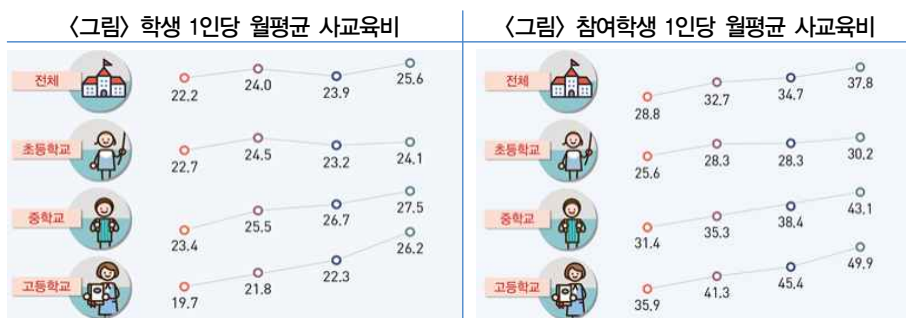 〈그림〉 학생 1인당 월평균 사교육비
전체
22.2 24.0 23.9 25.6
초등학교
22.7 24.5 23.2 24.1
중학교
23.4 25.5 26.7 27.5
고등학교
19.7 21.8 22.3 26.2
〈그림〉 참여학생 1인당 월평균 사교육비
전체
28.8 32.7 34.7 37.8
초등학교
25.6 28.3 28.3 30.2
중학교
31.4 35.3 38.4 43.1
고등학교
35.9 41.3 45.4 49.9